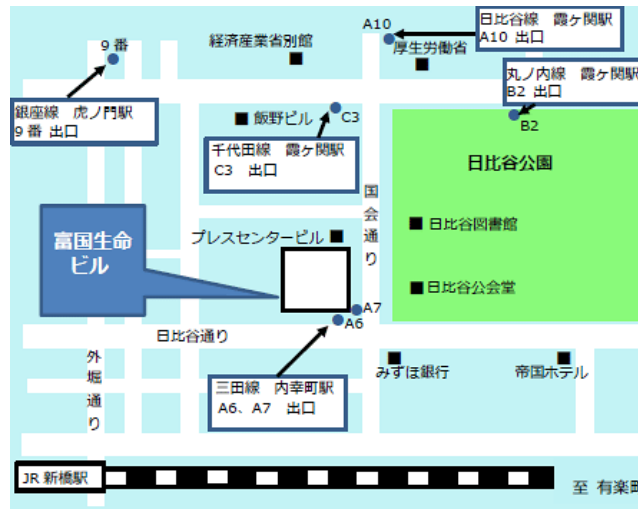 日比谷線　霞ヶ関駅
A10 出口
A10
9 番
経済産業省別館
厚生労働省
丸ノ内線　霞ヶ関駅
B2 出口
銀座線　虎ノ門駅
9 番 出口
飯野ビル
C3
B2
千代田線　霞ヶ関駅
C3　出口
日比谷公園
国会通り
富国生命
ビル
プレスセンタービル
日比谷図書館
日比谷公会堂
A7
A6
日比谷通り
外堀通り
みずほ銀行
帝国ホテル
三田線　内幸町駅
A6、A7　出口
JR 新橋駅
至 有楽町